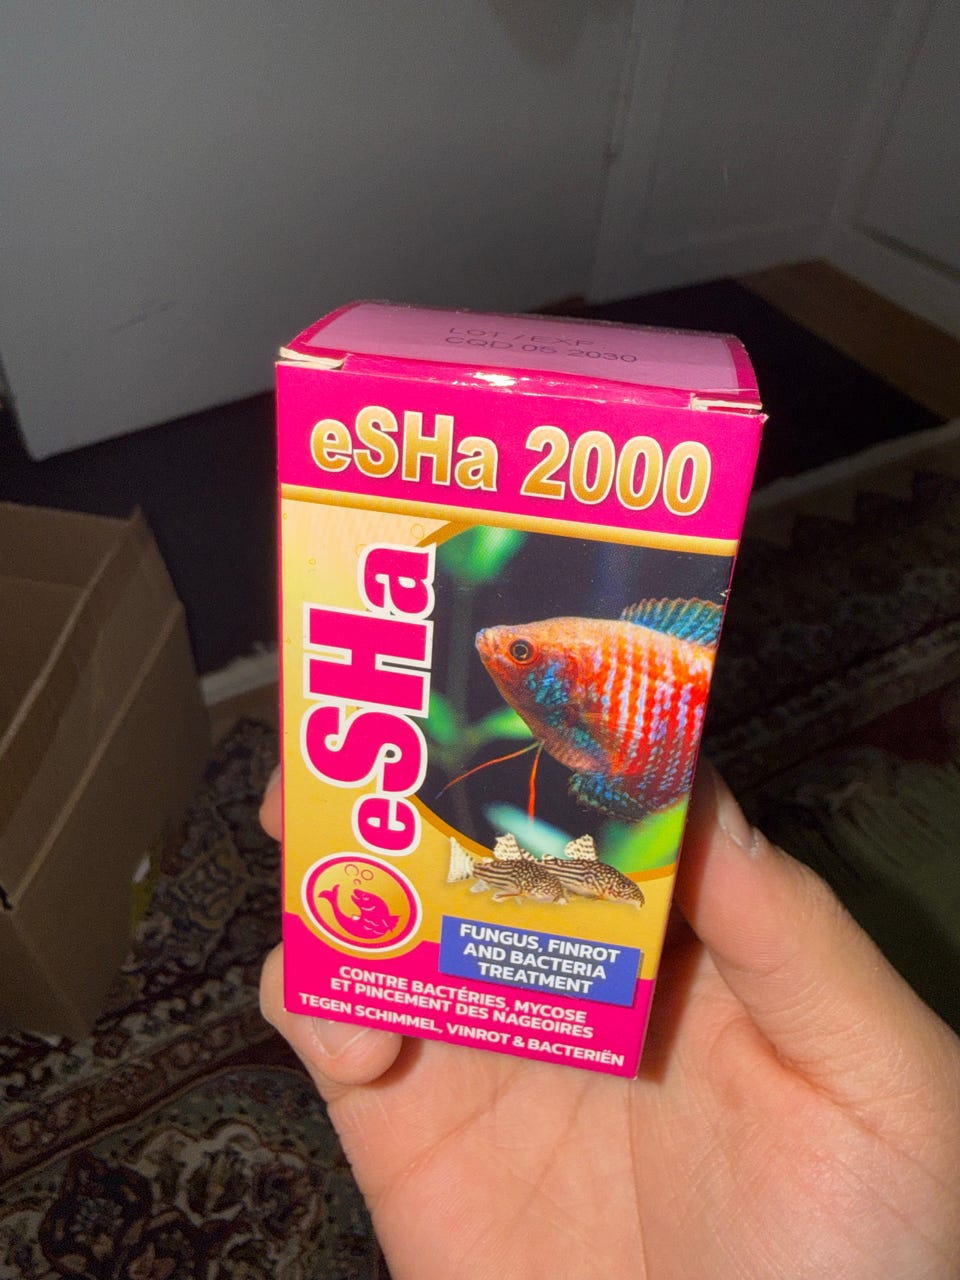 LOT / EXP
CQD 05 2030
eSHa 2000
eSHa
FUNGUS, FINROT
AND BACTERIA
TREATMENT
CONTRE BACTÉRIES, MYCOSE
ET PINCEMENT DES NAGEOIRES
TEGEN SCHIMMEL, VINROT & BACTERIËN